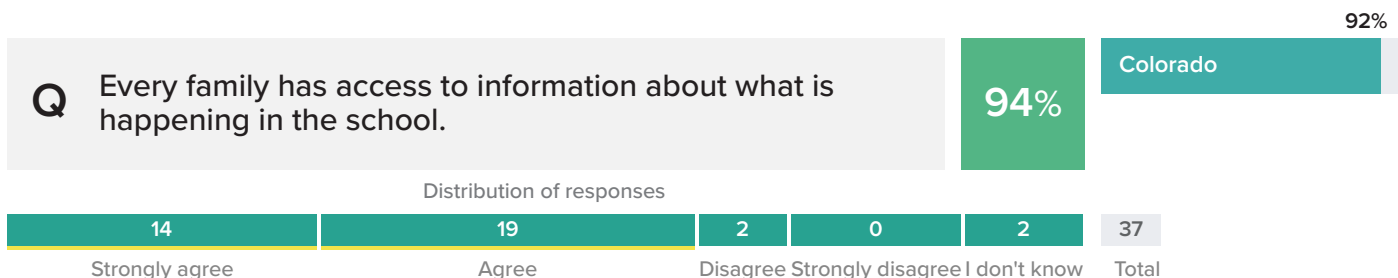 92%
Q
Every family has access to information about what is
happening in the school.
94%
Colorado
Distribution of responses
14 19 2 0 2 37
Strongly agree Agree Disagree Strongly disagree I don't know Total